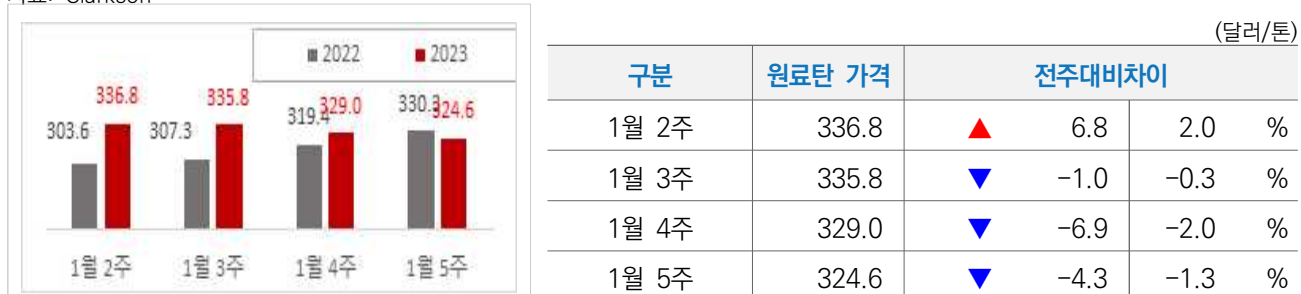 ■ 2022 ■ 2023
303.6 336.8 307.3 335.8 319.4 329.0 330.3 324.6
1월 2주 1월 3주 1월 4주 1월 5주
(달러/톤)
구분 원료탄 가격 전주대비차이
1월 2주 336.8 ▲ 6.8 2.0 %
1월 3주 335.8 ▼ -1.0 -0.3 %
1월 4주 329.0 ▼ -6.9 -2.0 %
1월 5주 324.6 ▼ -4.3 -1.3 %